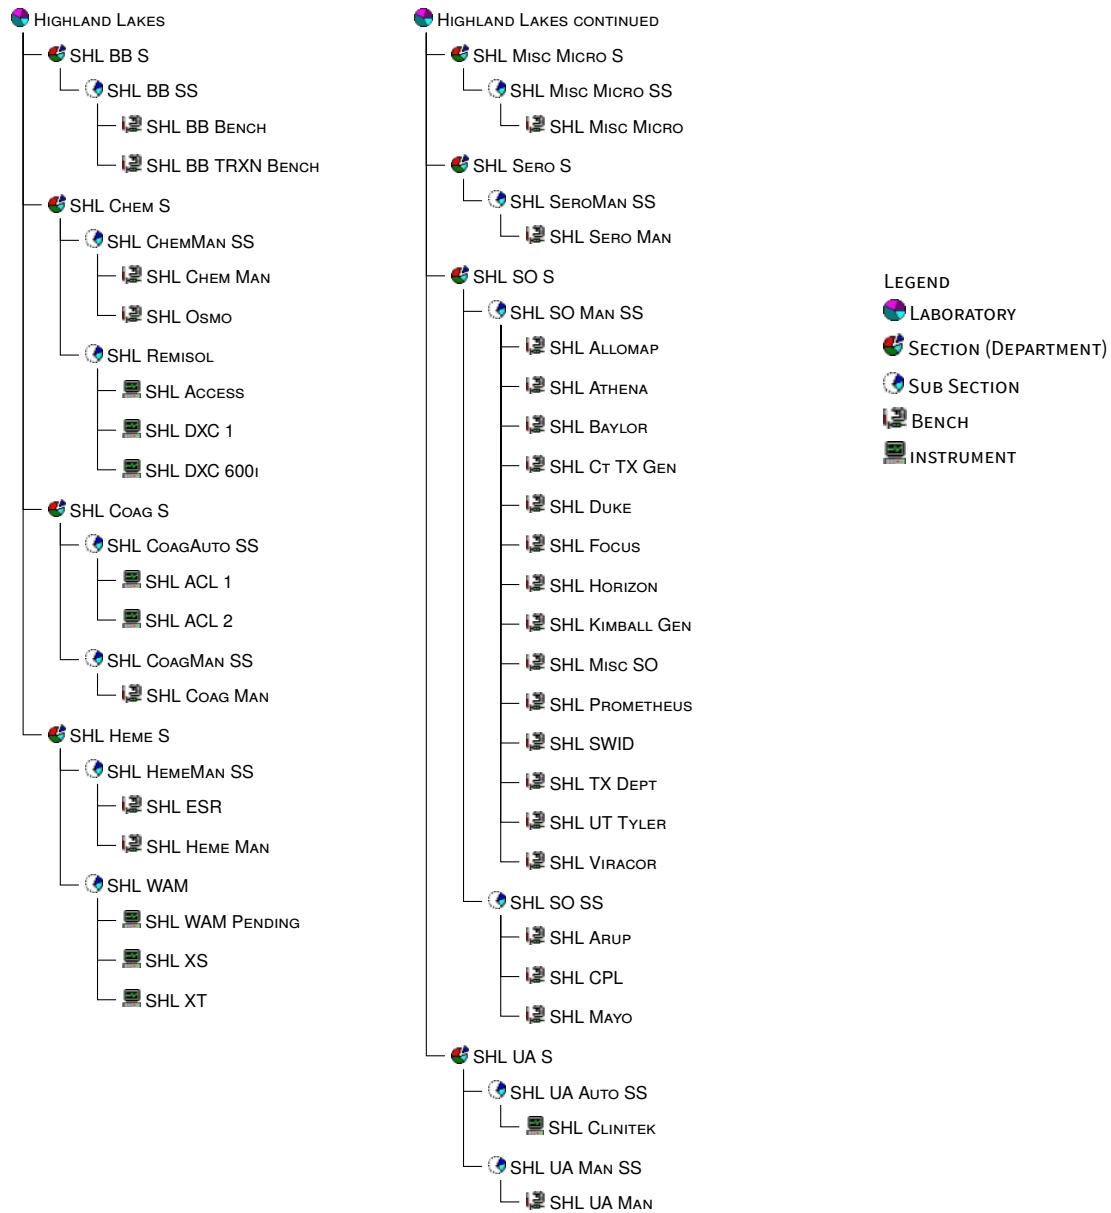 Highland Lakes
SHL BB S
SHL BB SS
SHL BB Bench
SHL BB TRXN Bench
SHL Chem S
SHL ChemMan SS
SHL Chem Man
SHL Osmo
SHL Remisol
SHL Access
SHL DXC 1
SHL DXC 600i
SHL Coag S
SHL CoagAuto SS
SHL ACL 1
SHL ACL 2
SHL CoagMan SS
SHL Coag Man
SHL Heme S
SHL HemeMan SS
SHL ESR
SHL Heme Man
SHL WAM
SHL WAM Pending
SHL XS
SHL XT
Highland Lakes continued
SHL Misc Micro S
SHL Misc Micro SS
SHL Misc Micro
SHL Sero S
SHL SeroMan SS
SHL Sero Man
SHL SO S
SHL SO Man SS
SHL Allomap
SHL Athena
SHL Baylor
SHL Ct TX Gen
SHL Duke
SHL Focus
SHL Horizon
SHL Kimball Gen
SHL Misc SO
SHL Prometheus
SHL SWID
SHL TX Dept
SHL UT Tyler
SHL Viracor
SHL SO SS
SHL Arup
SHL CPL
SHL Mayo
SHL UA S
SHL UA Auto SS
SHL Clinitek
SHL UA Man SS
SHL UA Man
Legend
Laboratory
Section (Department)
Sub Section
Bench
instrument